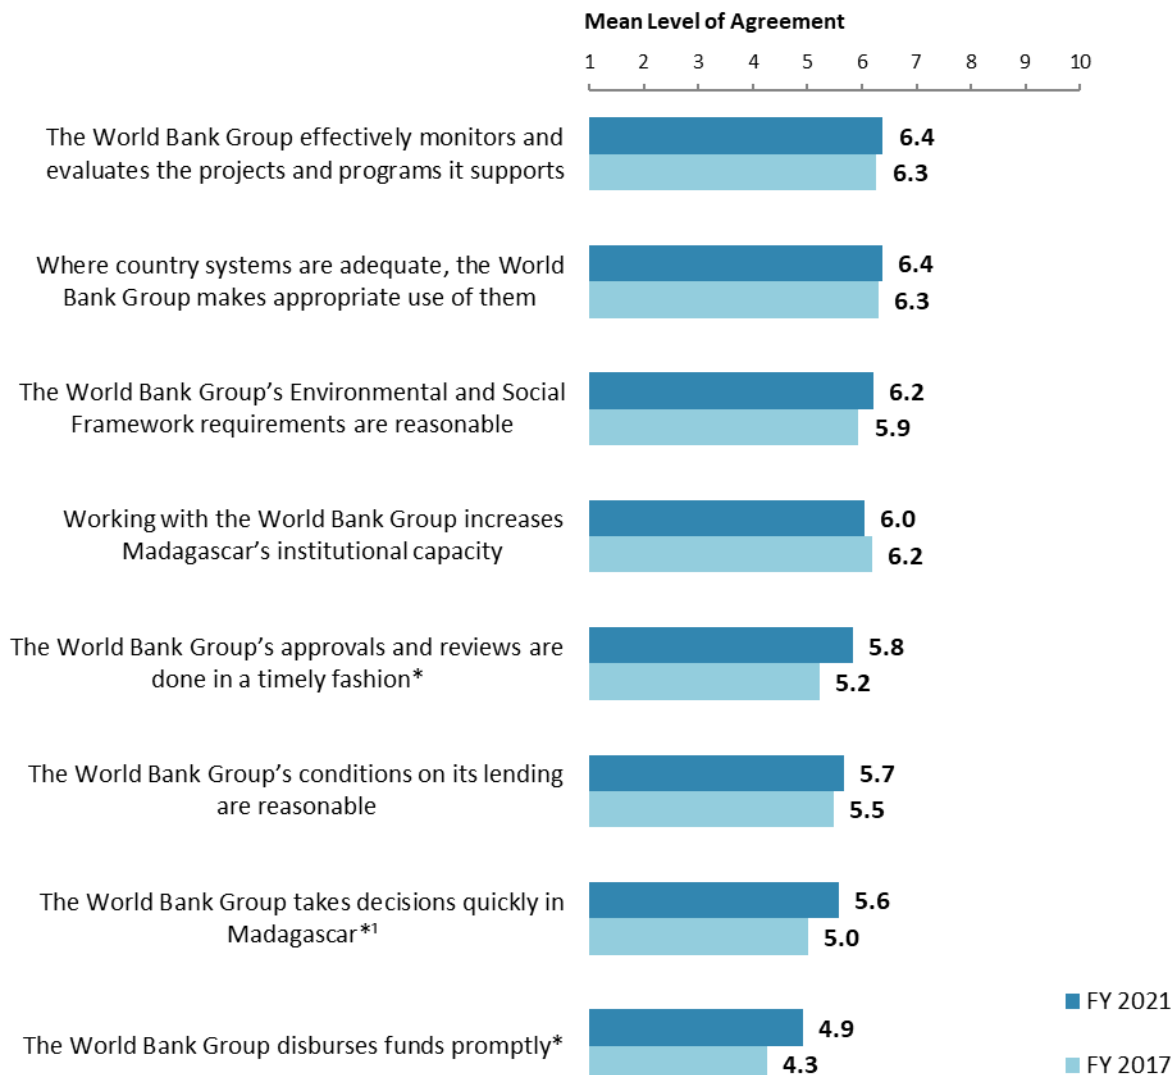 Mean Level of Agreement
1 2 3 4 5 6 7 8 9 10
The World Bank Group effectively monitors and
evaluates the projects and programs it supports
6.4
6.3
Where country systems are adequate, the World
Bank Group makes appropriate use of them
6.4
6.3
The World Bank Group’s Environmental and Social
Framework requirements are reasonable
6.2
5.9
Working with the World Bank Group increases
Madagascar’s institutional capacity
6.0
6.2
The World Bank Group’s approvals and reviews are
done in a timely fashion*
5.8
5.2
The World Bank Group’s conditions on its lending
are reasonable
5.7
5.5
The World Bank Group takes decisions quickly in
Madagascar*¹
5.6
5.0
The World Bank Group disburses funds promptly*
4.9
4.3
FY 2021
FY 2017